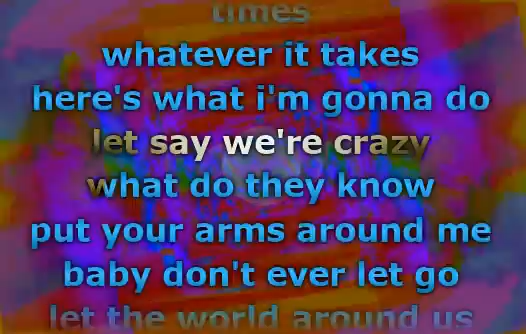 times
whatever it takes
here's what i'm gonna do
let say we're crazy
what do they know
put your arms around me
baby don't ever let go
let the world around us